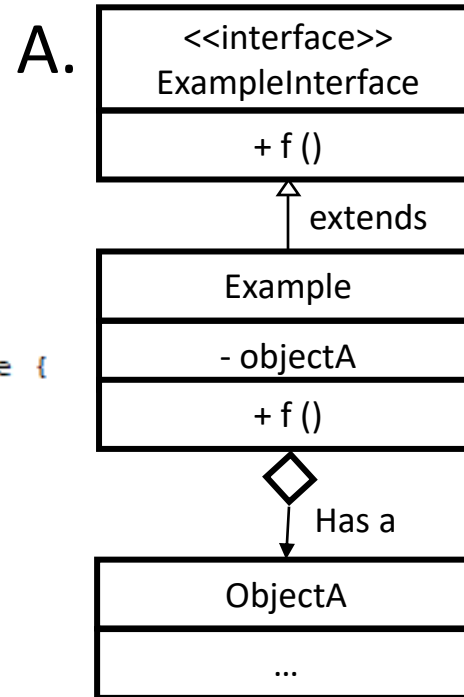 A.
<<interface>>
ExampleInterface
+ f ()
extends
Example
e {
- objectA
+ f ()
Has a
ObjectA
...